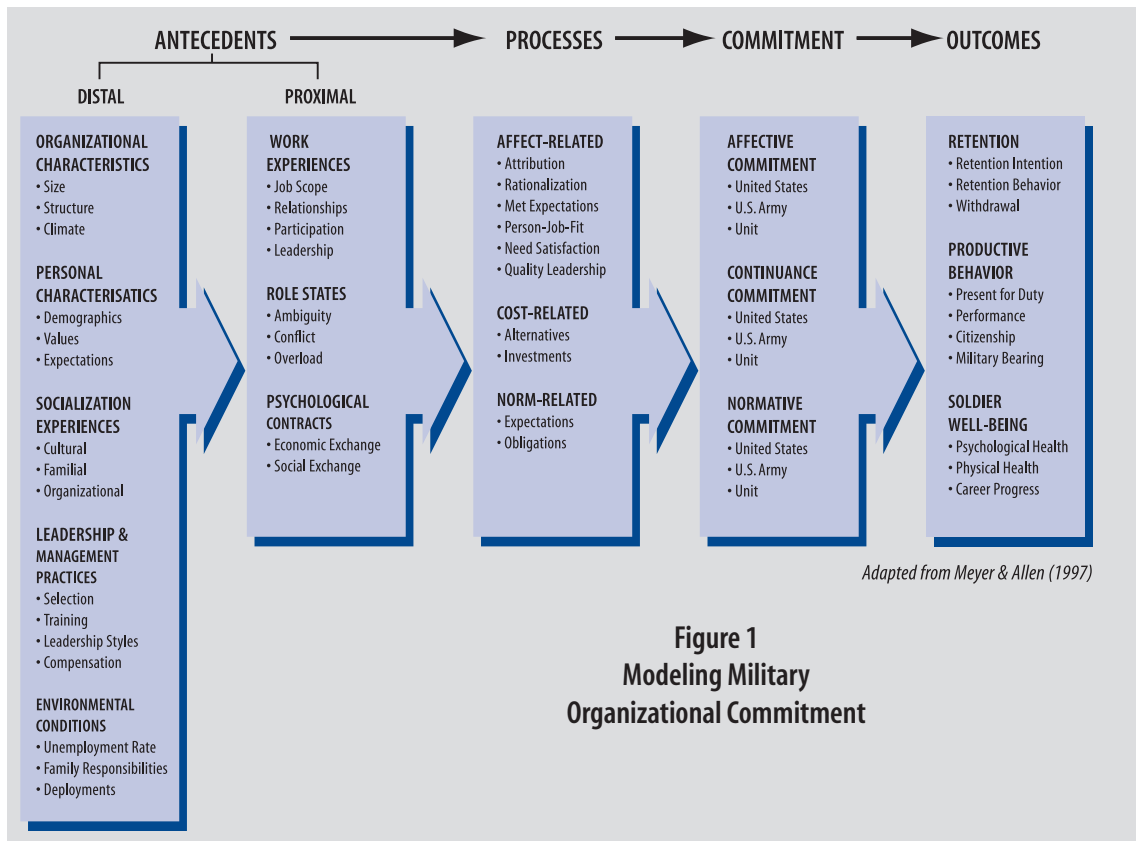 ANTECEDENTS
PROCESSES
COMMITMENT
OUTCOMES
DISTAL
PROXIMAL
ORGANIZATIONAL
CHARACTERISTICS
• Size
• Structure
• Climate
PERSONAL
CHARACTERISATICS
• Demographics
• Values
• Expectations
SOCIALIZATION
EXPERIENCES
• Cultural
• Familial
• Organizational
LEADERSHIP &
MANAGEMENT
PRACTICES
• Selection
• Training
• Leadership Styles
• Compensation
ENVIRONMENTAL
CONDITIONS
• Unemployment Rate
• Family Responsibilities
• Deployments
WORK
EXPERIENCES
• Job Scope
• Relationships
• Participation
• Leadership
ROLE STATES
• Ambiguity
• Conflict
• Overload
PSYCHOLOGICAL
CONTRACTS
• Economic Exchange
• Social Exchange
AFFECT-RELATED
• Attribution
• Rationalization
• Met Expectations
• Person-Job-Fit
• Need Satisfaction
• Quality Leadership
COST-RELATED
• Alternatives
• Investments
NORM-RELATED
• Expectations
• Obligations
AFFECTIVE
COMMITMENT
• United States
• U.S. Army
• Unit
CONTINUANCE
COMMITMENT
• United States
• U.S. Army
• Unit
NORMATIVE
COMMITMENT
• United States
• U.S. Army
• Unit
RETENTION
• Retention Intention
• Retention Behavior
• Withdrawal
PRODUCTIVE
BEHAVIOR
• Present for Duty
• Performance
• Citizenship
• Military Bearing
SOLDIER
WELL-BEING
• Psychological Health
• Physical Health
• Career Progress
Adapted from Meyer & Allen (1997)
Figure 1
Modeling Military
Organizational Commitment